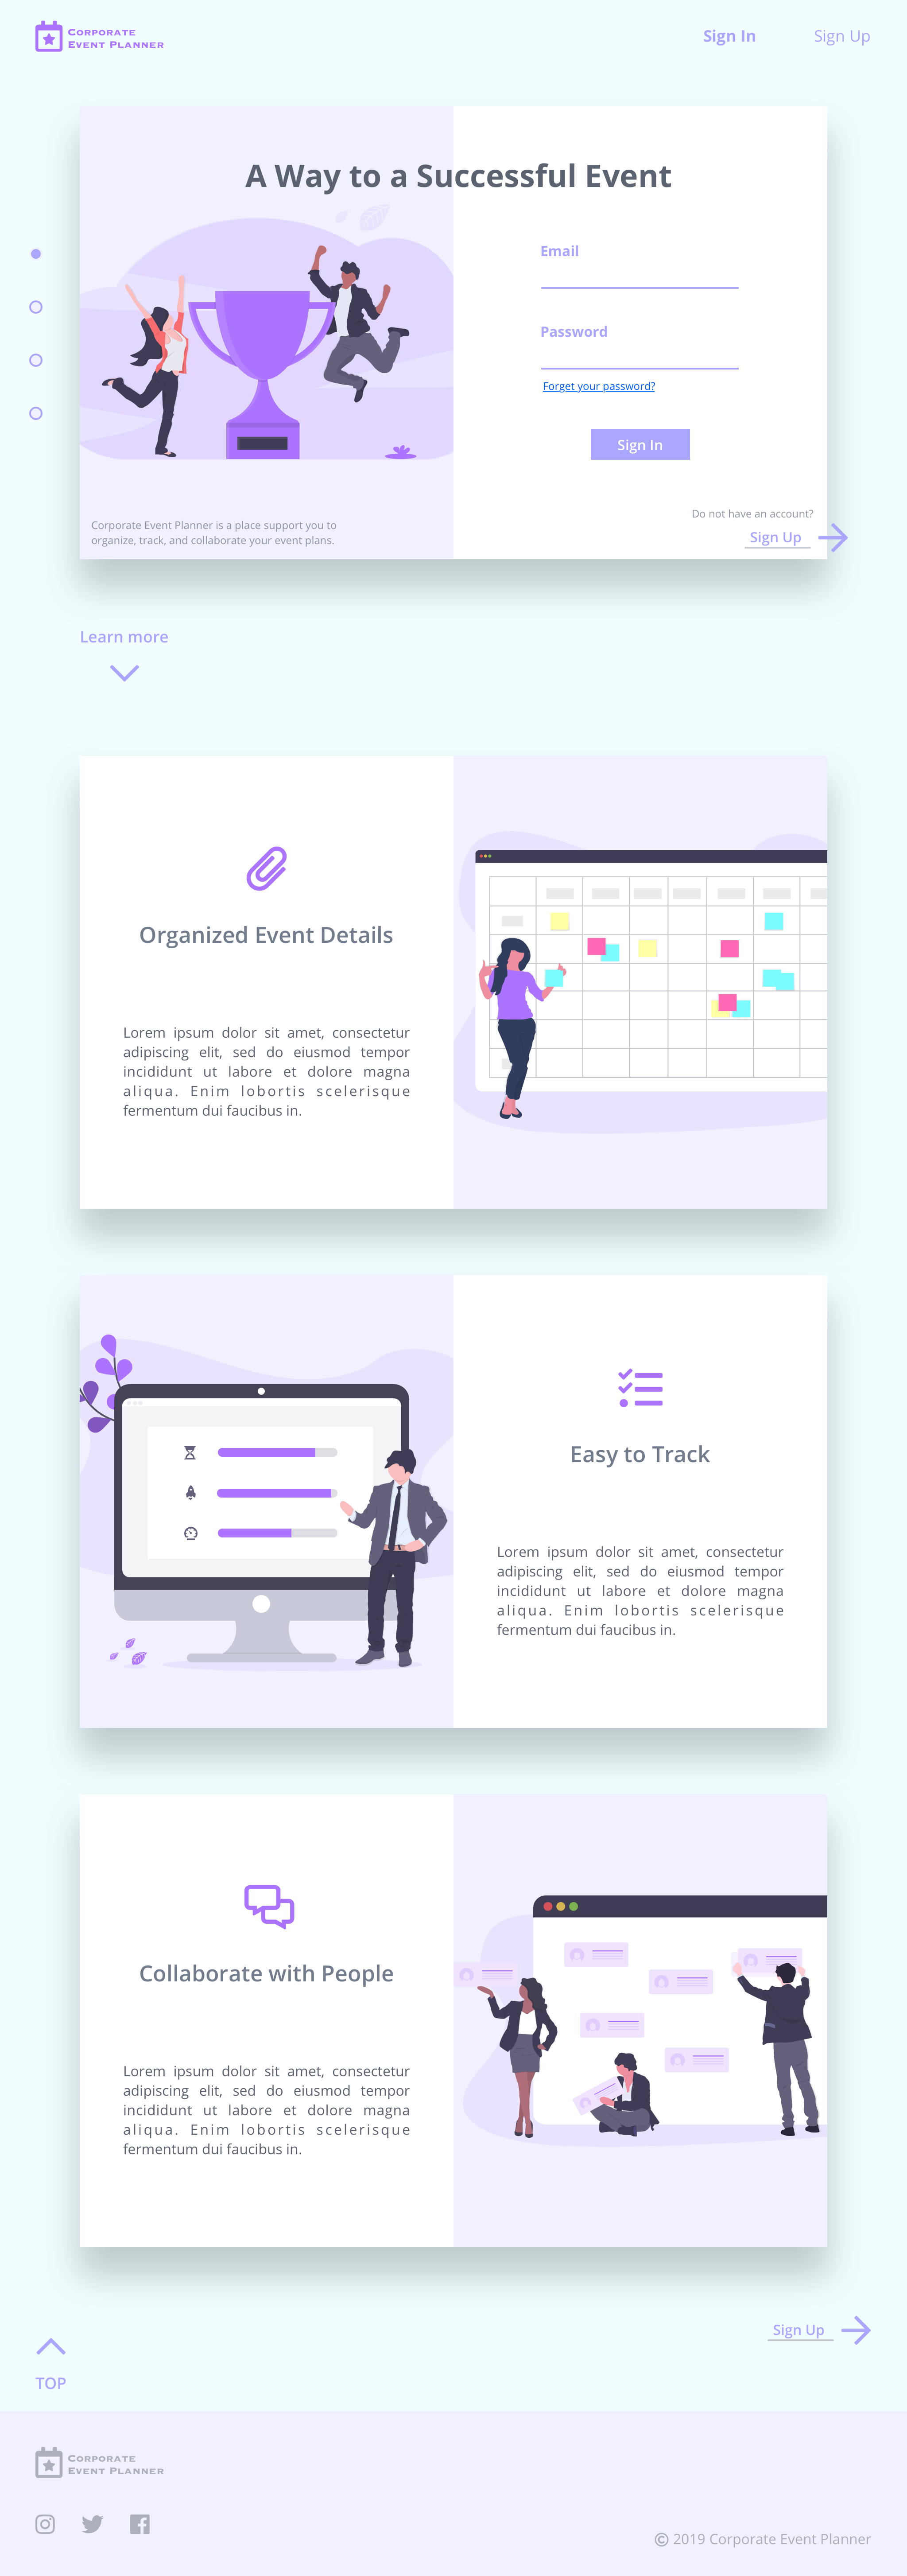 Corporate
Event Planner
Sign In
Sign Up
A Way to a Successful Event
Email
Password
Forget your password?
Sign In
Do not have an account?
Sign Up
Corporate Event Planner is a place support you to
organize, track, and collaborate your event plans.
Learn more
Organized Event Details
Lorem ipsum dolor sit amet, consectetur
adipiscing elit, sed do eiusmod tempor
incididunt ut labore et dolore magna
aliqua. Enim lobortis scelerisque
fermentum dui faucibus in.
Easy to Track
Lorem ipsum dolor sit amet, consectetur
adipiscing elit, sed do eiusmod tempor
incididunt ut labore et dolore magna
aliqua. Enim lobortis scelerisque
fermentum dui faucibus in.
Collaborate with People
Lorem ipsum dolor sit amet, consectetur
adipiscing elit, sed do eiusmod tempor
incididunt ut labore et dolore magna
aliqua. Enim lobortis scelerisque
fermentum dui faucibus in.
Sign Up
TOP
Corporate
Event Planner
© 2019 Corporate Event Planner